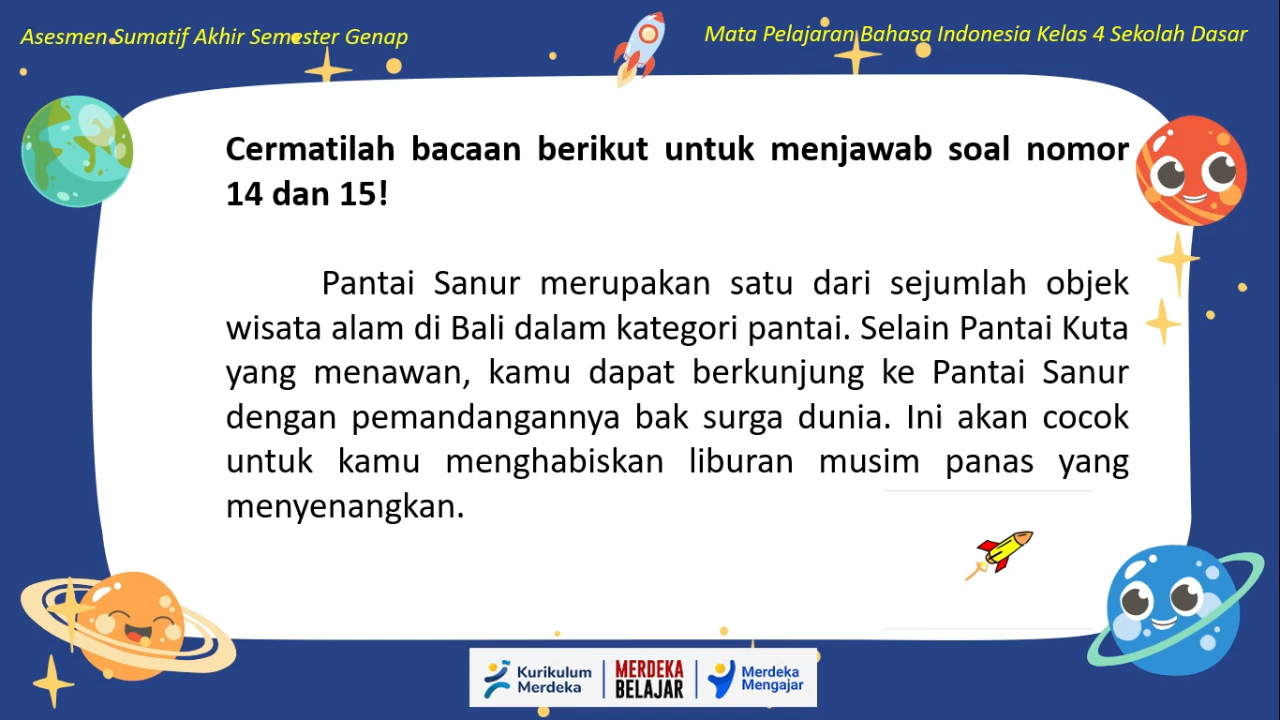 Asesmen Sumatif Akhir Semester Genap
Mata Pelajaran Bahasa Indonesia Kelas 4 Sekolah Dasar
Cermatilah bacaan berikut untuk menjawab soal nomor
14 dan 15!
Pantai Sanur merupakan satu dari sejumlah objek
wisata alam di Bali dalam kategori pantai. Selain Pantai Kuta
yang menawan, kamu dapat berkunjung ke Pantai Sanur
dengan pemandangannya bak surga dunia. Ini akan cocok
untuk kamu menghabiskan liburan musim panas yang
menyenangkan.
Kurikulum
Merdeka
MERDEKA
BELAJAR
Merdeka
Mengajar